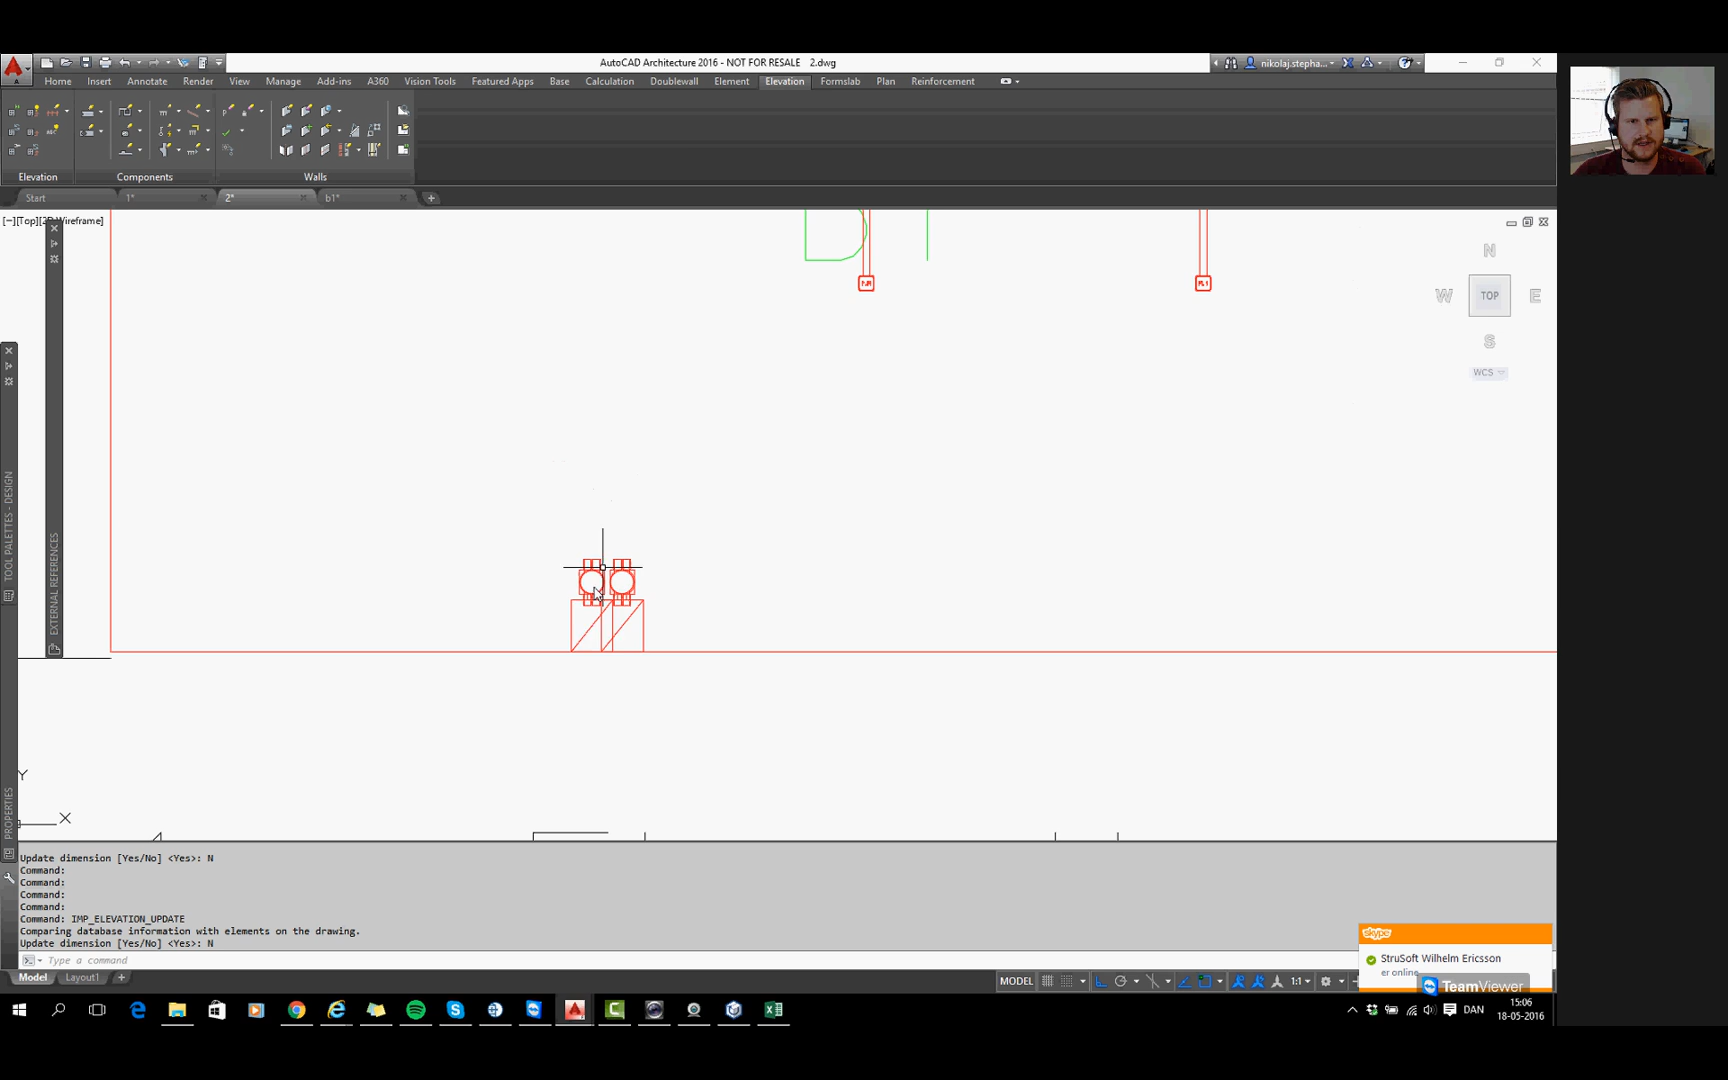 AutoCAD Architecture 2016 - NOT FOR RESALE 2.dwg
nikolaj.stepha...
Home Insert Annotate Render View Manage Add-ins A360 Vision Tools Featured Apps Base Calculation Doublewall Element Elevation Formslab Plan Reinforcement
Elevation Components Walls
Start 1* 2* b1*
[−][Top][2D Wireframe]
N
W TOP E
S
WCS
TOOL PALETTES - DESIGN
EXTERNAL REFERENCES
PROPERTIES
Y
X
Update dimension [Yes/No] <Yes>: N
Command:
Command:
Command:
Command:
Command: IMP_ELEVATION_UPDATE
Comparing database information with elements on the drawing.
Update dimension [Yes/No] <Yes>: N
Type a command
Model Layout1
MODEL 1:1
skype
StruSoft Wilhelm Ericsson
er online
TeamViewer
DAN
15:06
18-05-2016